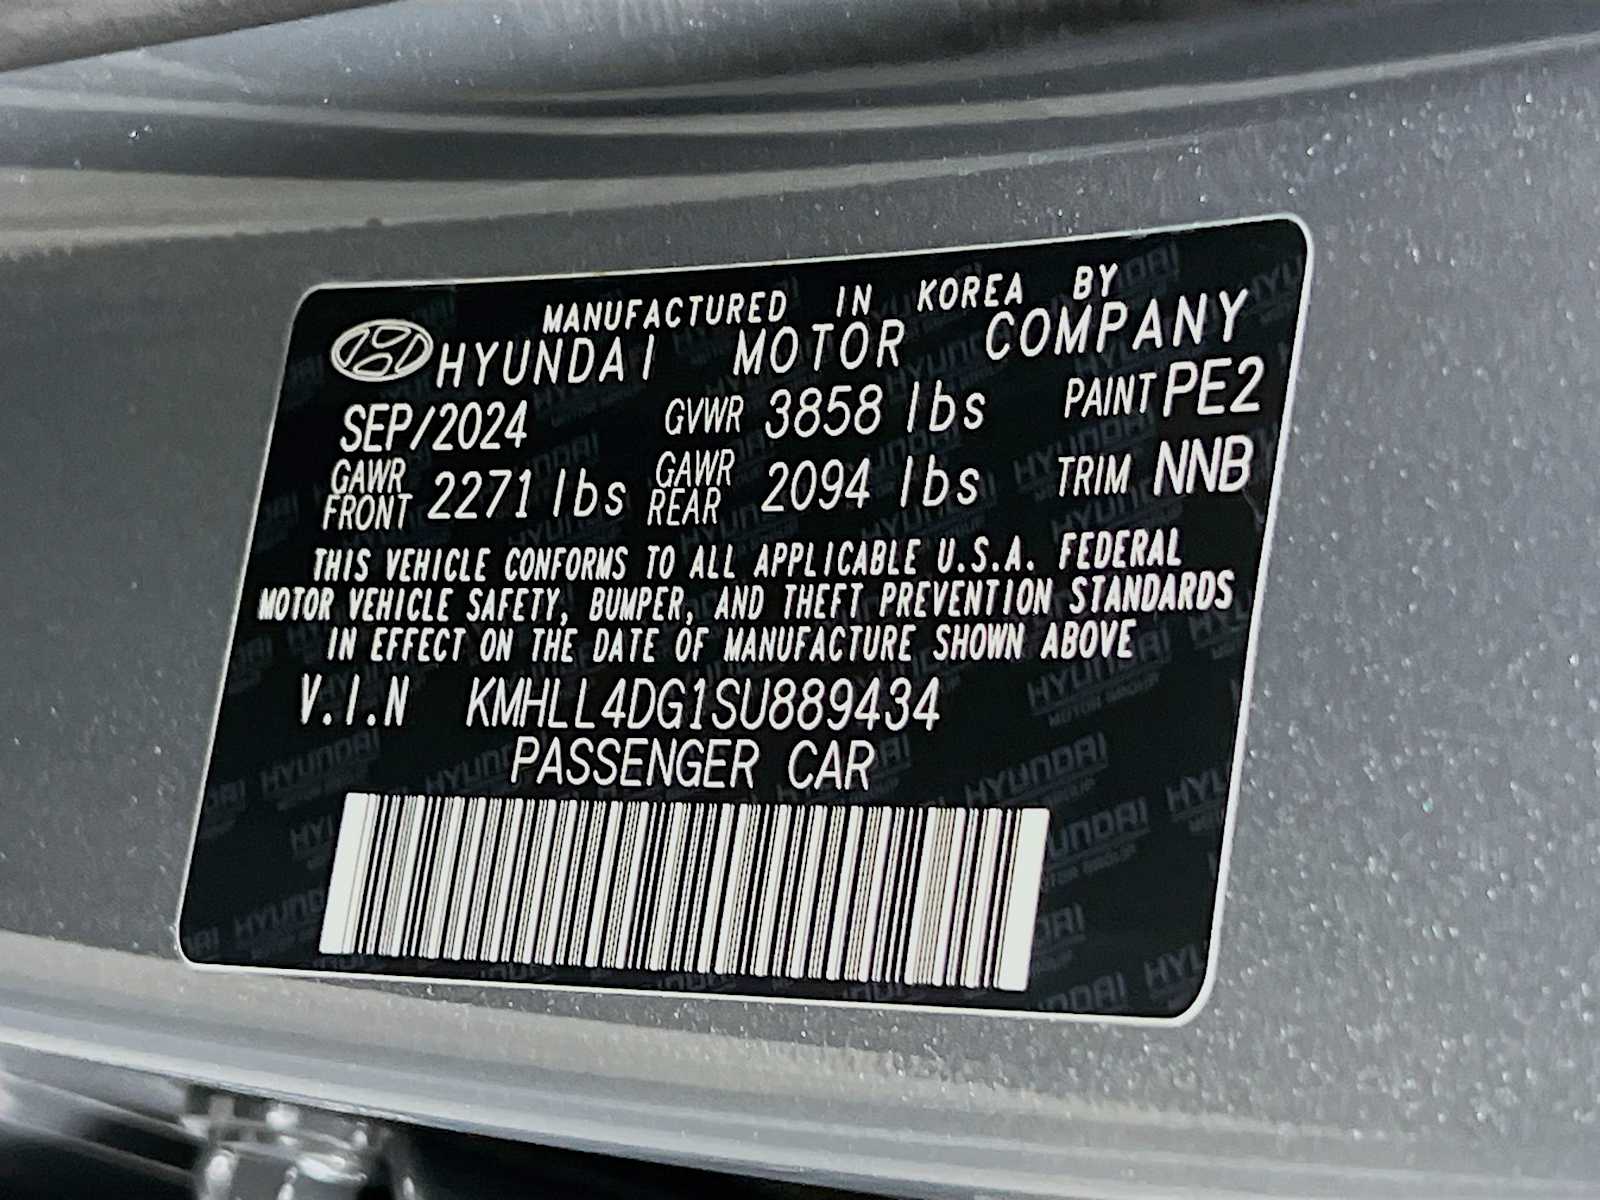 MANUFACTURED IN KOREA BY
HYUNDAI MOTOR COMPANY
SEP/2024 GVWR 3858 lbs PAINT PE2
GAWR FRONT 2271 lbs GAWR REAR 2094 lbs TRIM NNB
THIS VEHICLE CONFORMS TO ALL APPLICABLE U.S.A. FEDERAL
MOTOR VEHICLE SAFETY, BUMPER, AND THEFT PREVENTION STANDARDS
IN EFFECT ON THE DATE OF MANUFACTURE SHOWN ABOVE
V.I.N KMHLL4DG1SU889434
PASSENGER CAR